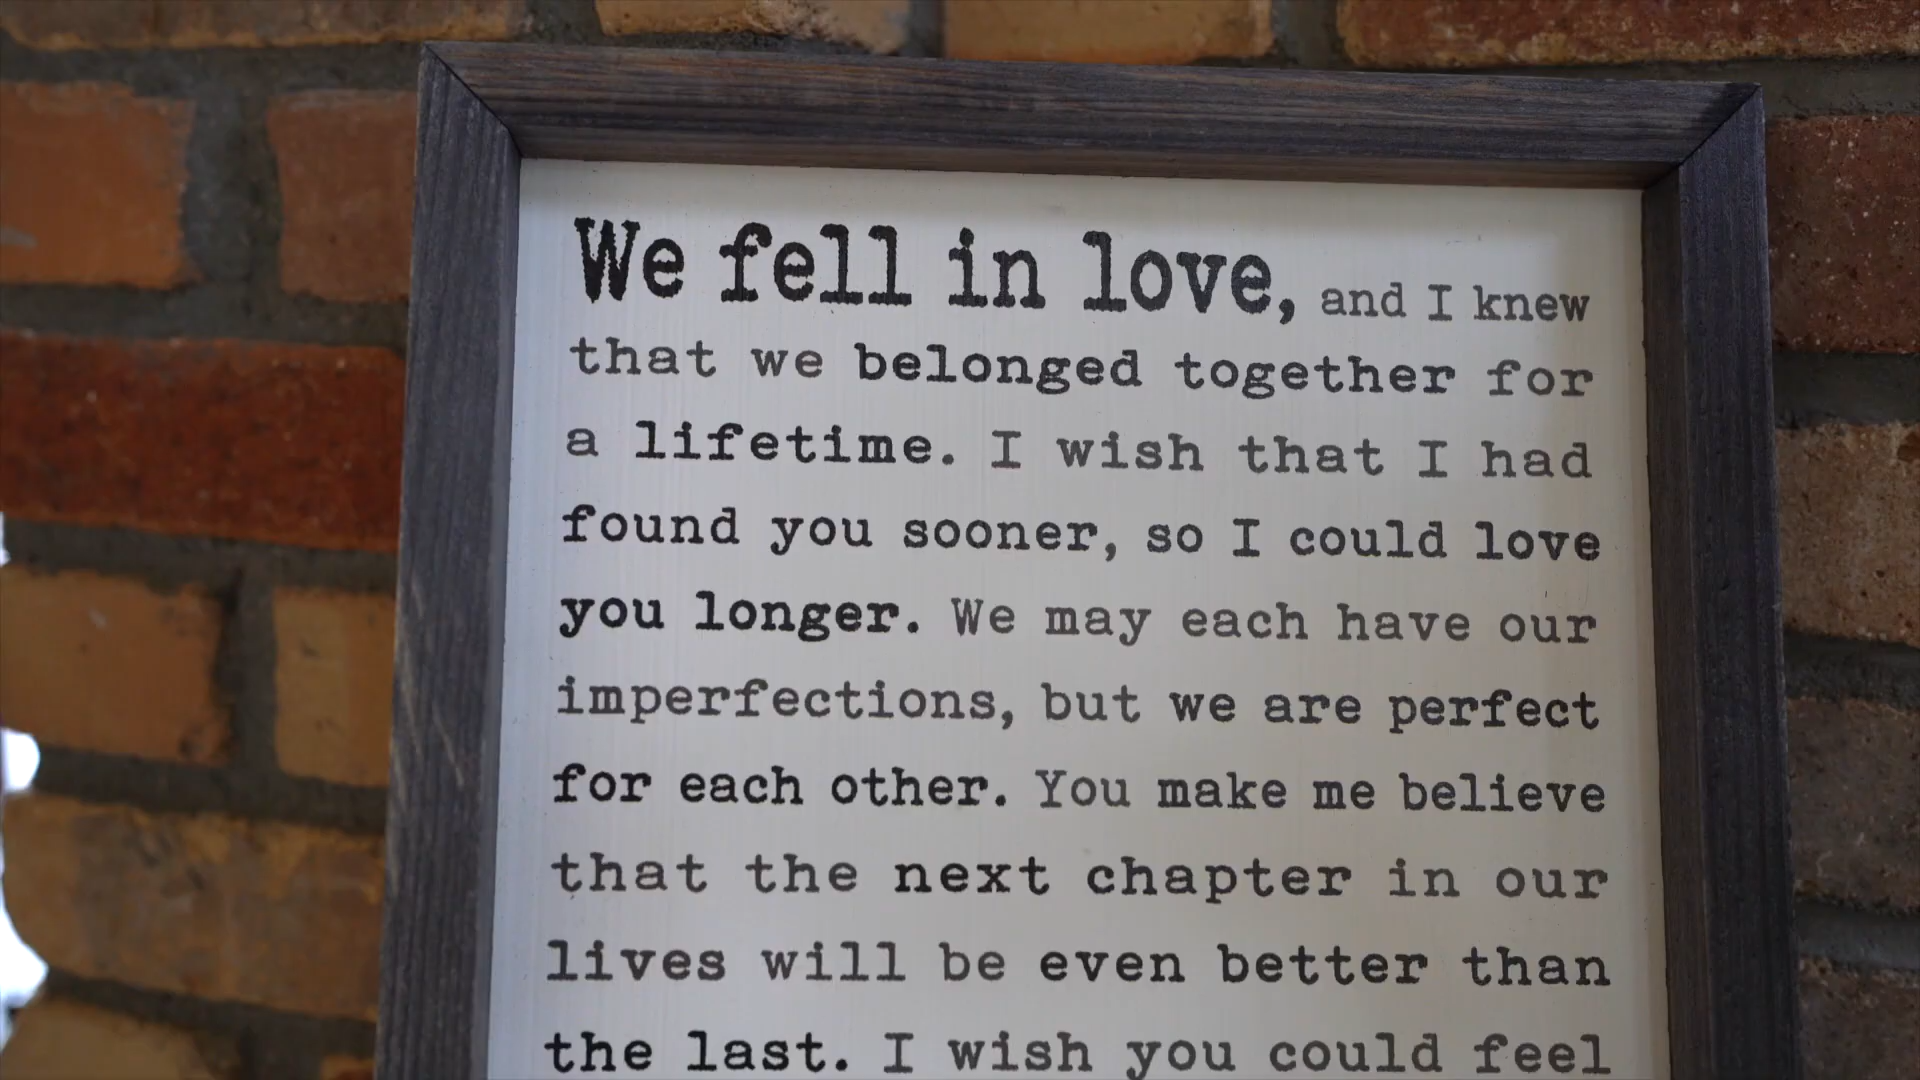 We fell in love, and I knew
that we belonged together for
a lifetime. I wish that I had
found you sooner, so I could love
you longer. We may each have our
imperfections, but we are perfect
for each other. You make me believe
that the next chapter in our
lives will be even better than
the last. I wish you could feel